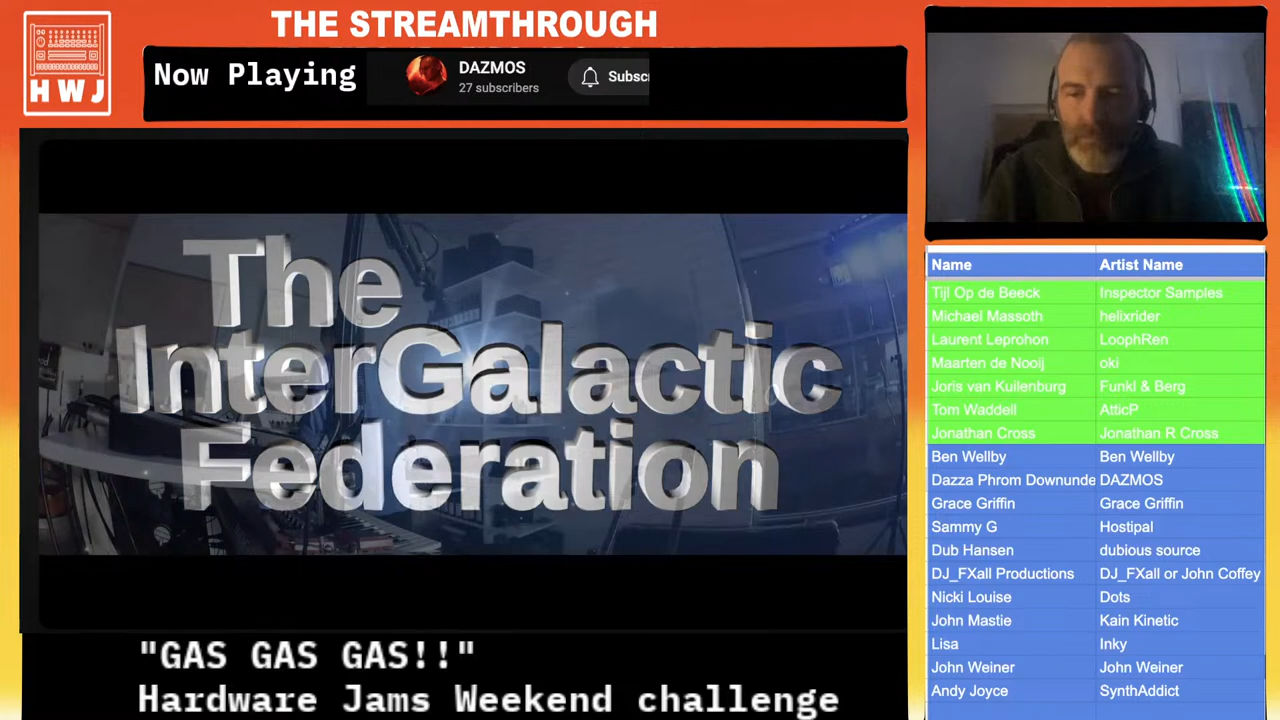 THE STREAMTHROUGH
HWJ
Now Playing
DAZMOS
27 subscribers
Subsc
The
InterGalactic
Federation
"GAS GAS GAS!!"
Hardware Jams Weekend challenge
Name Artist Name
Tijl Op de Beeck Inspector Samples
Michael Massoth helixrider
Laurent Leprohon LoophRen
Maarten de Nooij oki
Joris van Kuilenburg Funkl & Berg
Tom Waddell AtticP
Jonathan Cross Jonathan R Cross
Ben Wellby Ben Wellby
Dazza Phrom Downunde DAZMOS
Grace Griffin Grace Griffin
Sammy G Hostipal
Dub Hansen dubious source
DJ_FXall Productions DJ_FXall or John Coffey
Nicki Louise Dots
John Mastie Kain Kinetic
Lisa Inky
John Weiner John Weiner
Andy Joyce SynthAddict